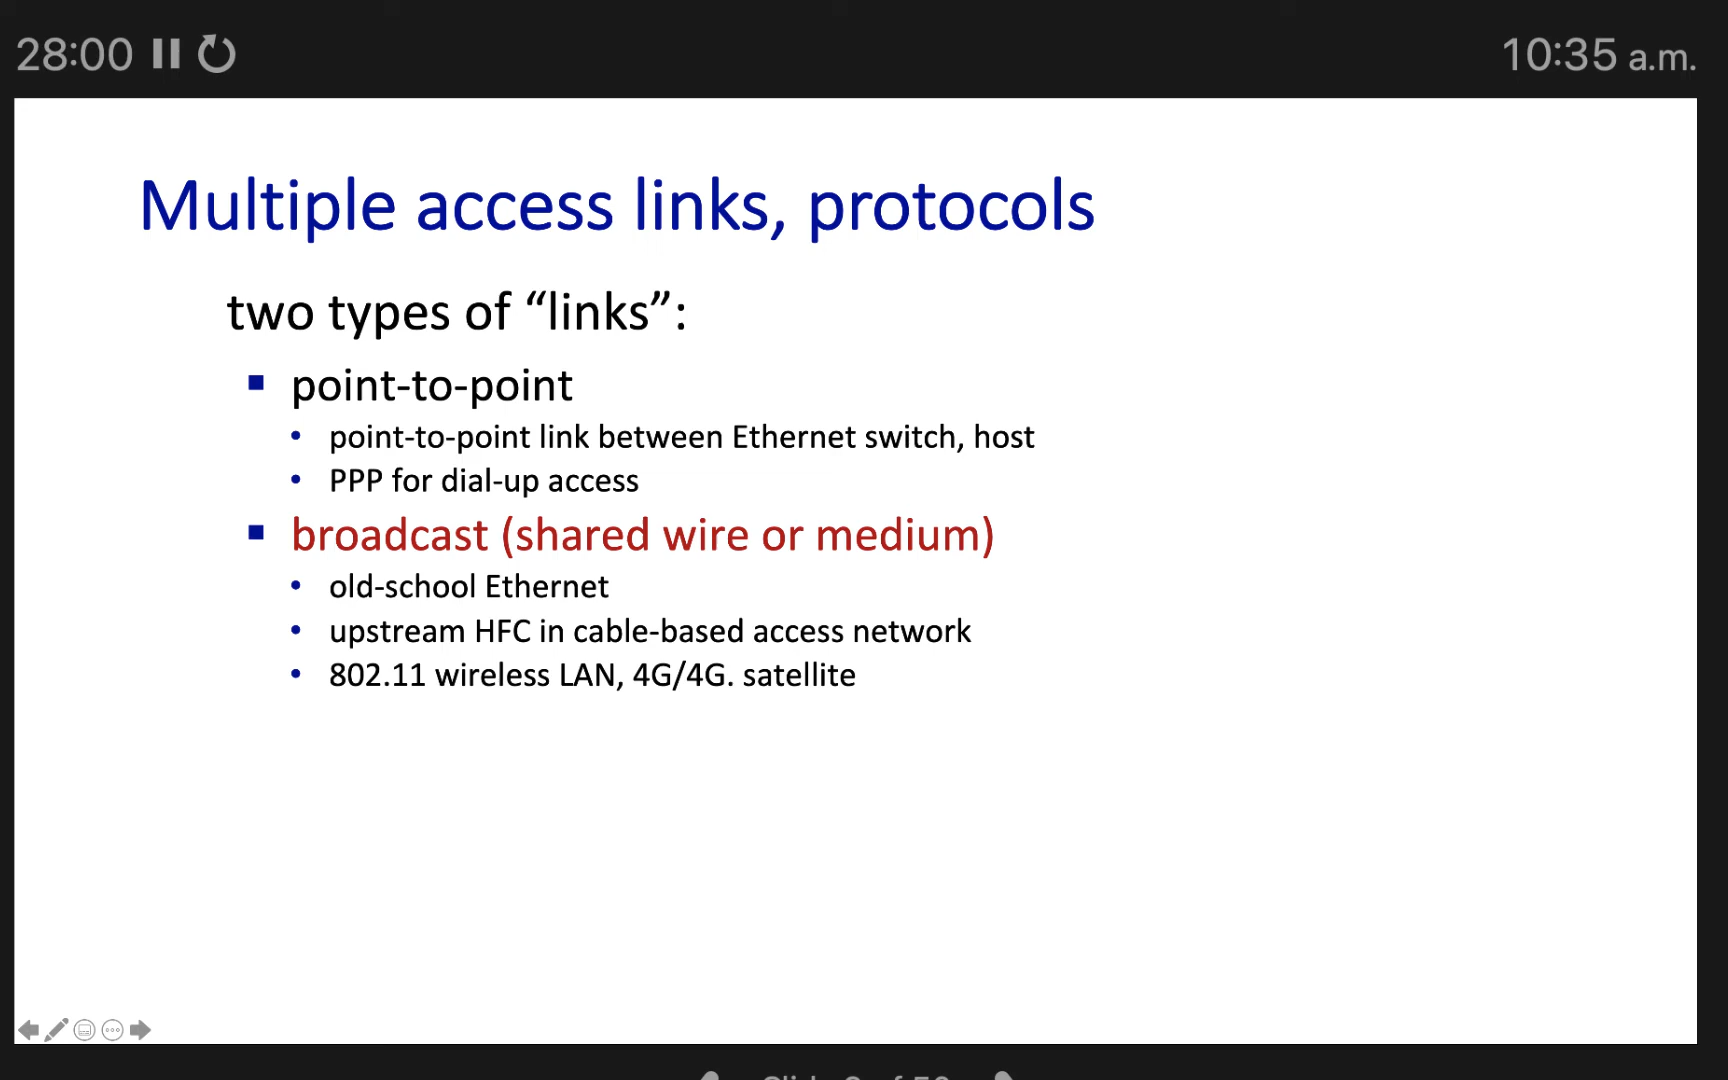 28:00
10:35 a.m.
Multiple access links, protocols
two types of “links”:
▪ point-to-point
• point-to-point link between Ethernet switch, host
• PPP for dial-up access
▪ broadcast (shared wire or medium)
• old-school Ethernet
• upstream HFC in cable-based access network
• 802.11 wireless LAN, 4G/4G. satellite